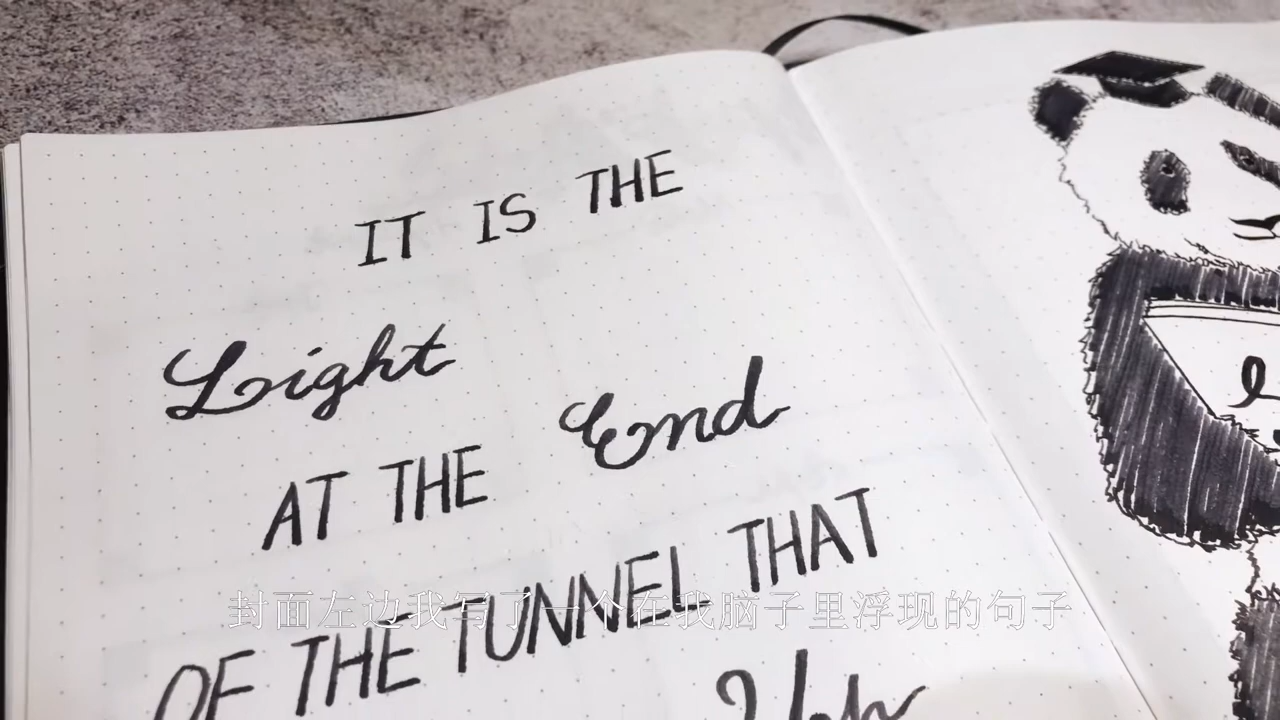 IT IS THE
Light
AT THE End
OF THE TUNNEL THAT
封面左边我写了一个在我脑子里浮现的句子